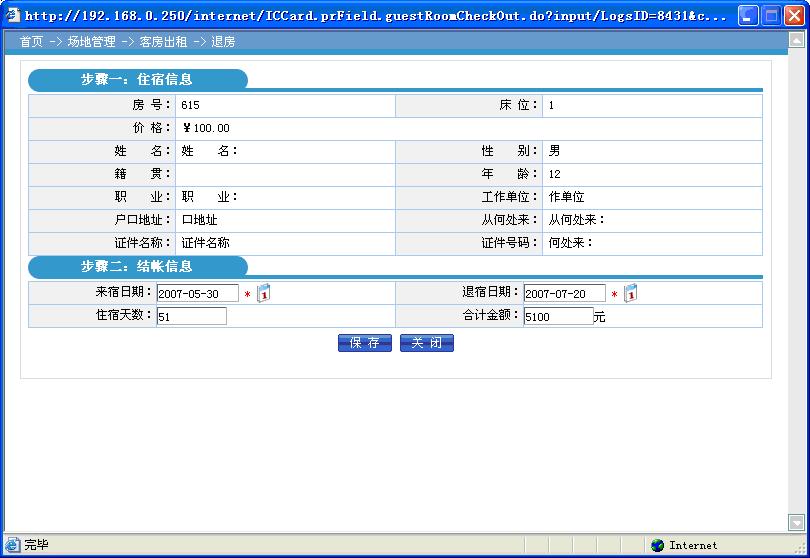 http://192.168.0.250/internet/ICCard.prField.guestRoomCheckOut.do?input/LogsID=8431&c...
首页 -> 场地管理 -> 客房出租 -> 退房
步骤一：住宿信息
房 号： 615 床 位： 1
价 格： ￥100.00
姓 名： 姓 名： 性 别： 男
籍 贯： 年 龄： 12
职 业： 职 业： 工作单位： 作单位
户口地址： 口地址 从何处来： 从何处来：
证件名称： 证件名称 证件号码： 何处来：
步骤二：结帐信息
来宿日期： 2007-05-30 * 1 退宿日期： 2007-07-20 * 1
住宿天数： 51 合计金额： 5100 元
保 存 关 闭
完毕 Internet